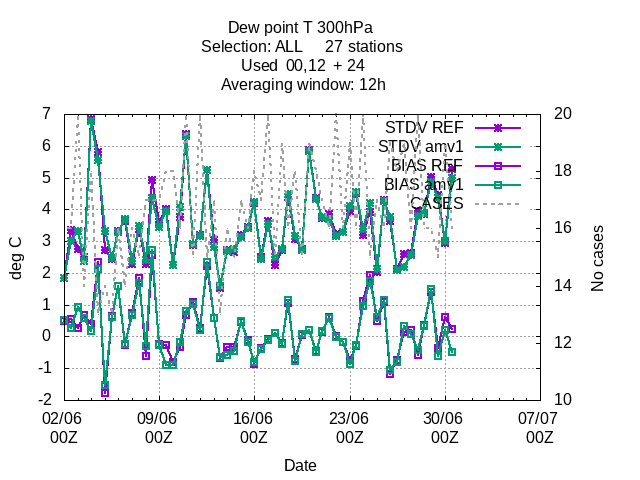 Dew point T 300hPa
Selection: ALL 27 stations
Used 00,12 + 24
Averaging window: 12h
STDV REF
STDV amv1
BIAS REF
BIAS amv1
CASES
7
6
5
4
3
2
1
0
-1
-2
deg C
20
18
16
14
12
10
No cases
02/06 09/06 16/06 23/06 30/06 07/07
00Z 00Z 00Z 00Z 00Z 00Z
Date